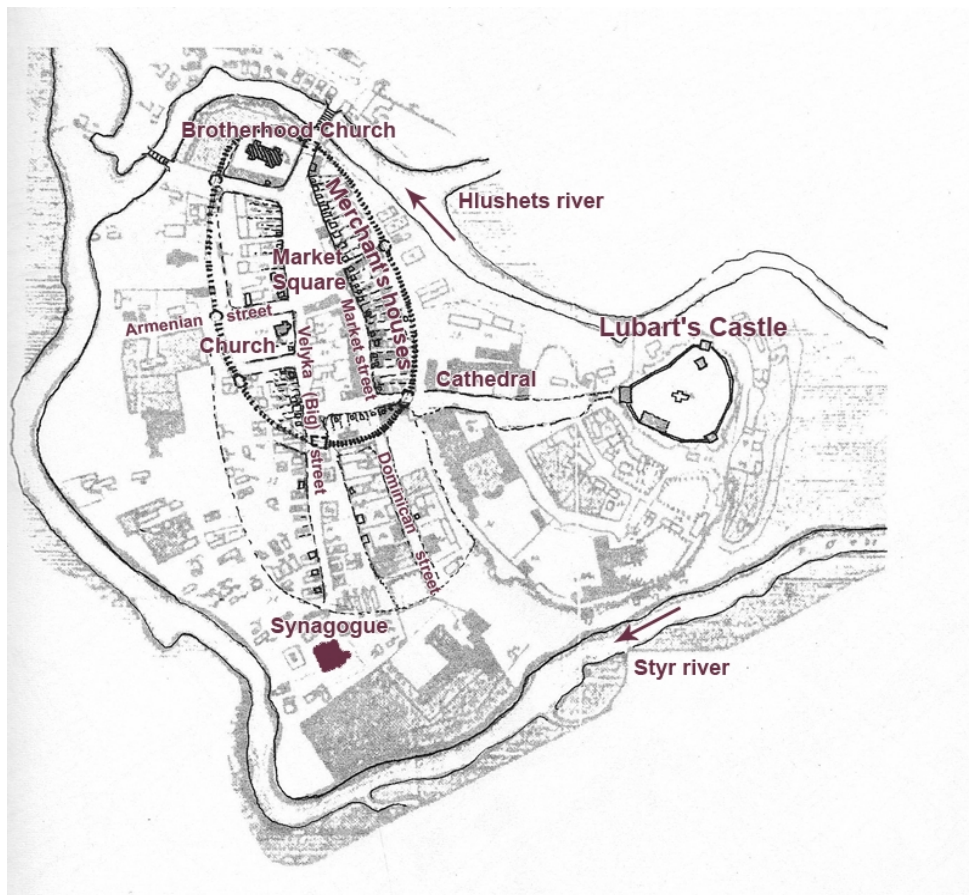 Brotherhood Church
Hlushets river
Merchant's houses
Market
Square
Armenian street
Church
Velyka (Big) street
Market street
Lubart's Castle
Cathedral
Dominican street
Synagogue
Styr river